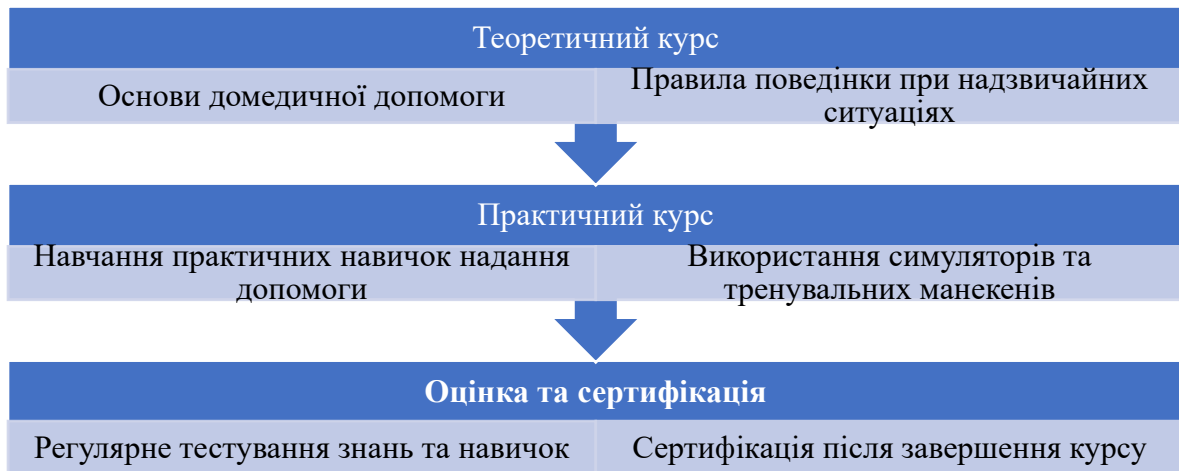 Теоретичний курс
Основи домедичної допомоги
Правила поведінки при надзвичайних
ситуаціях
Практичний курс
Навчання практичних навичок надання
допомоги
Використання симуляторів та
тренувальних манекенів
Оцінка та сертифікація
Регулярне тестування знань та навичок
Сертифікація після завершення курсу